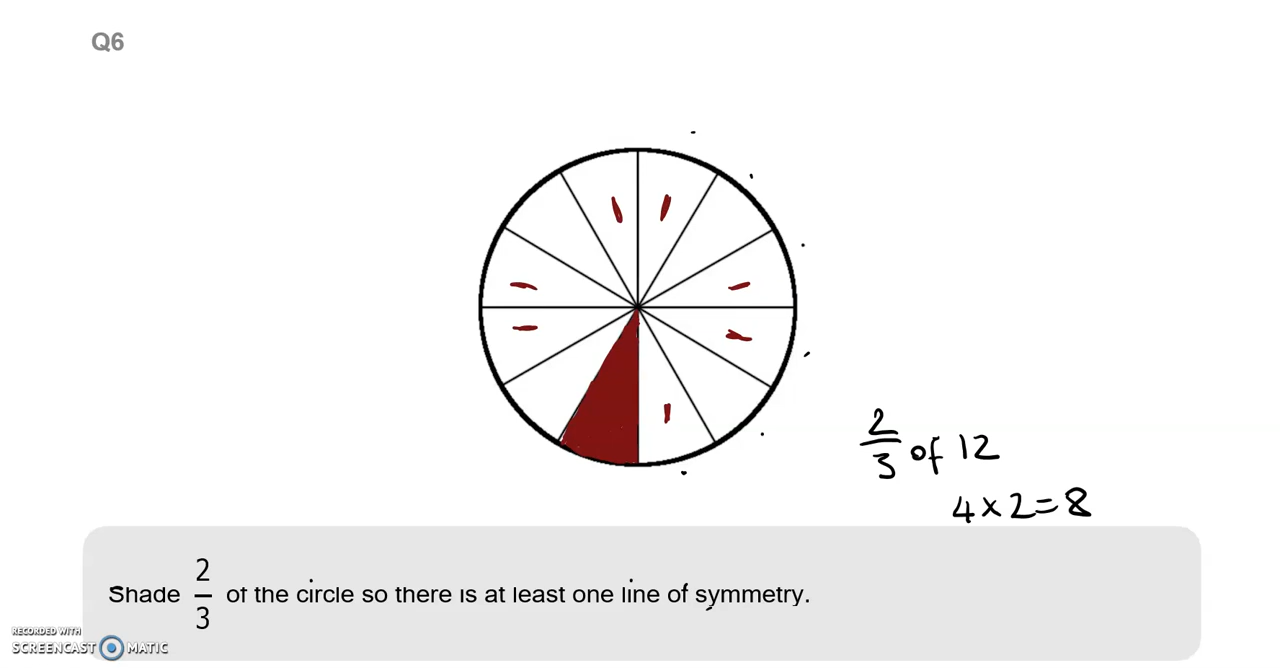 Q6
2/3 of 12
4 × 2 = 8
Shade 2/3 of the circle so there is at least one line of symmetry.
RECORDED WITH
SCREENCAST MATIC